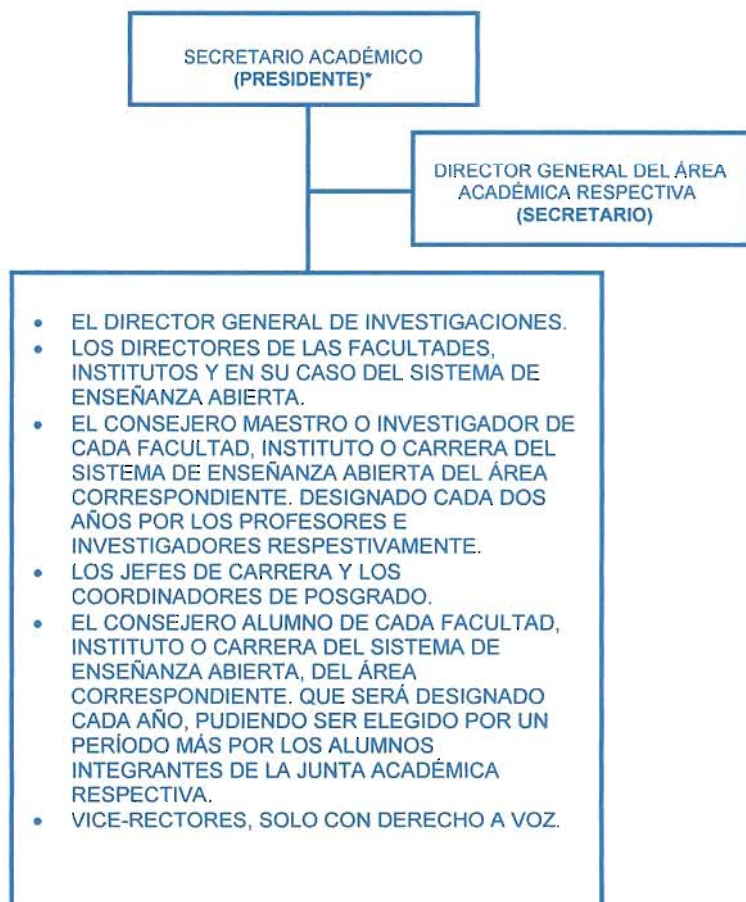 SECRETARIO ACADÉMICO
(PRESIDENTE)*
DIRECTOR GENERAL DEL ÁREA
ACADÉMICA RESPECTIVA
(SECRETARIO)
• EL DIRECTOR GENERAL DE INVESTIGACIONES.
• LOS DIRECTORES DE LAS FACULTADES,
INSTITUTOS Y EN SU CASO DEL SISTEMA DE
ENSEÑANZA ABIERTA.
• EL CONSEJERO MAESTRO O INVESTIGADOR DE
CADA FACULTAD, INSTITUTO O CARRERA DEL
SISTEMA DE ENSEÑANZA ABIERTA DEL ÁREA
CORRESPONDIENTE. DESIGNADO CADA DOS
AÑOS POR LOS PROFESORES E
INVESTIGADORES RESPESTIVAMENTE.
• LOS JEFES DE CARRERA Y LOS
COORDINADORES DE POSGRADO.
• EL CONSEJERO ALUMNO DE CADA FACULTAD,
INSTITUTO O CARRERA DEL SISTEMA DE
ENSEÑANZA ABIERTA, DEL ÁREA
CORRESPONDIENTE. QUE SERÁ DESIGNADO
CADA AÑO, PUDIENDO SER ELEGIDO POR UN
PERÍODO MÁS POR LOS ALUMNOS
INTEGRANTES DE LA JUNTA ACADÉMICA
RESPECTIVA.
• VICE-RECTORES, SOLO CON DERECHO A VOZ.